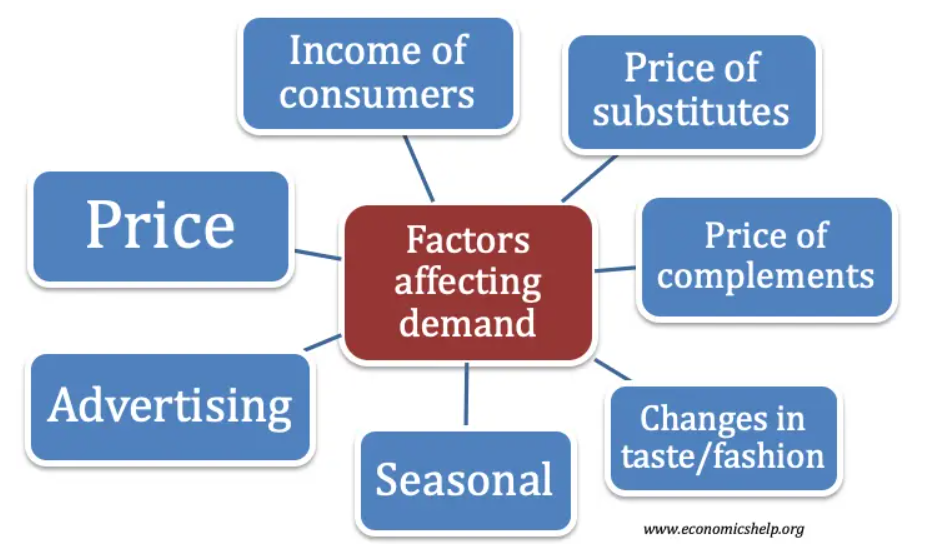 Income of
consumers
Price of
substitutes
Price
Factors
affecting
demand
Price of
complements
Advertising
Seasonal
Changes in
taste/fashion
www.economicshelp.org